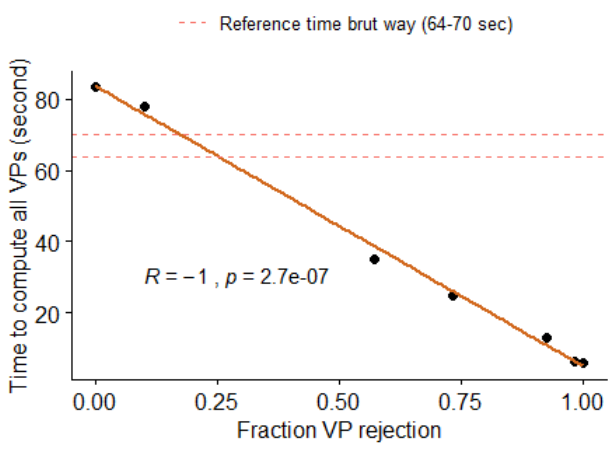 Reference time brut way (64-70 sec)
Time to compute all VPs (second)
80
60
40
20
R = −1 , p = 2.7e-07
0.00 0.25 0.50 0.75 1.00
Fraction VP rejection